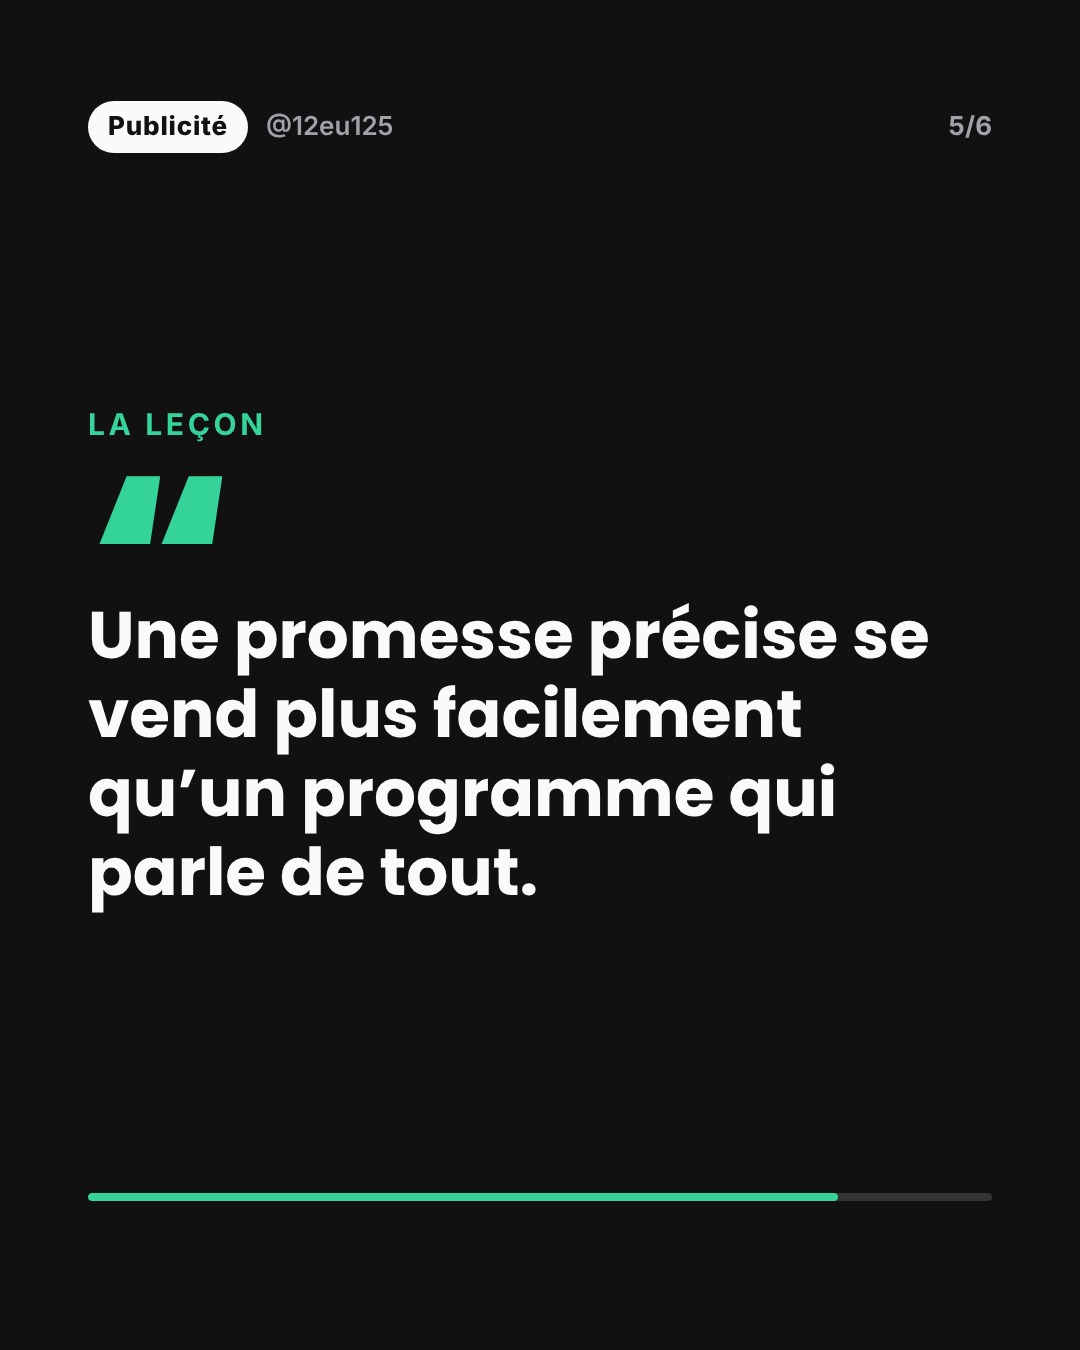 Publicité @12eu125 5/6
LA LEÇON
“
Une promesse précise se
vend plus facilement
qu’un programme qui
parle de tout.